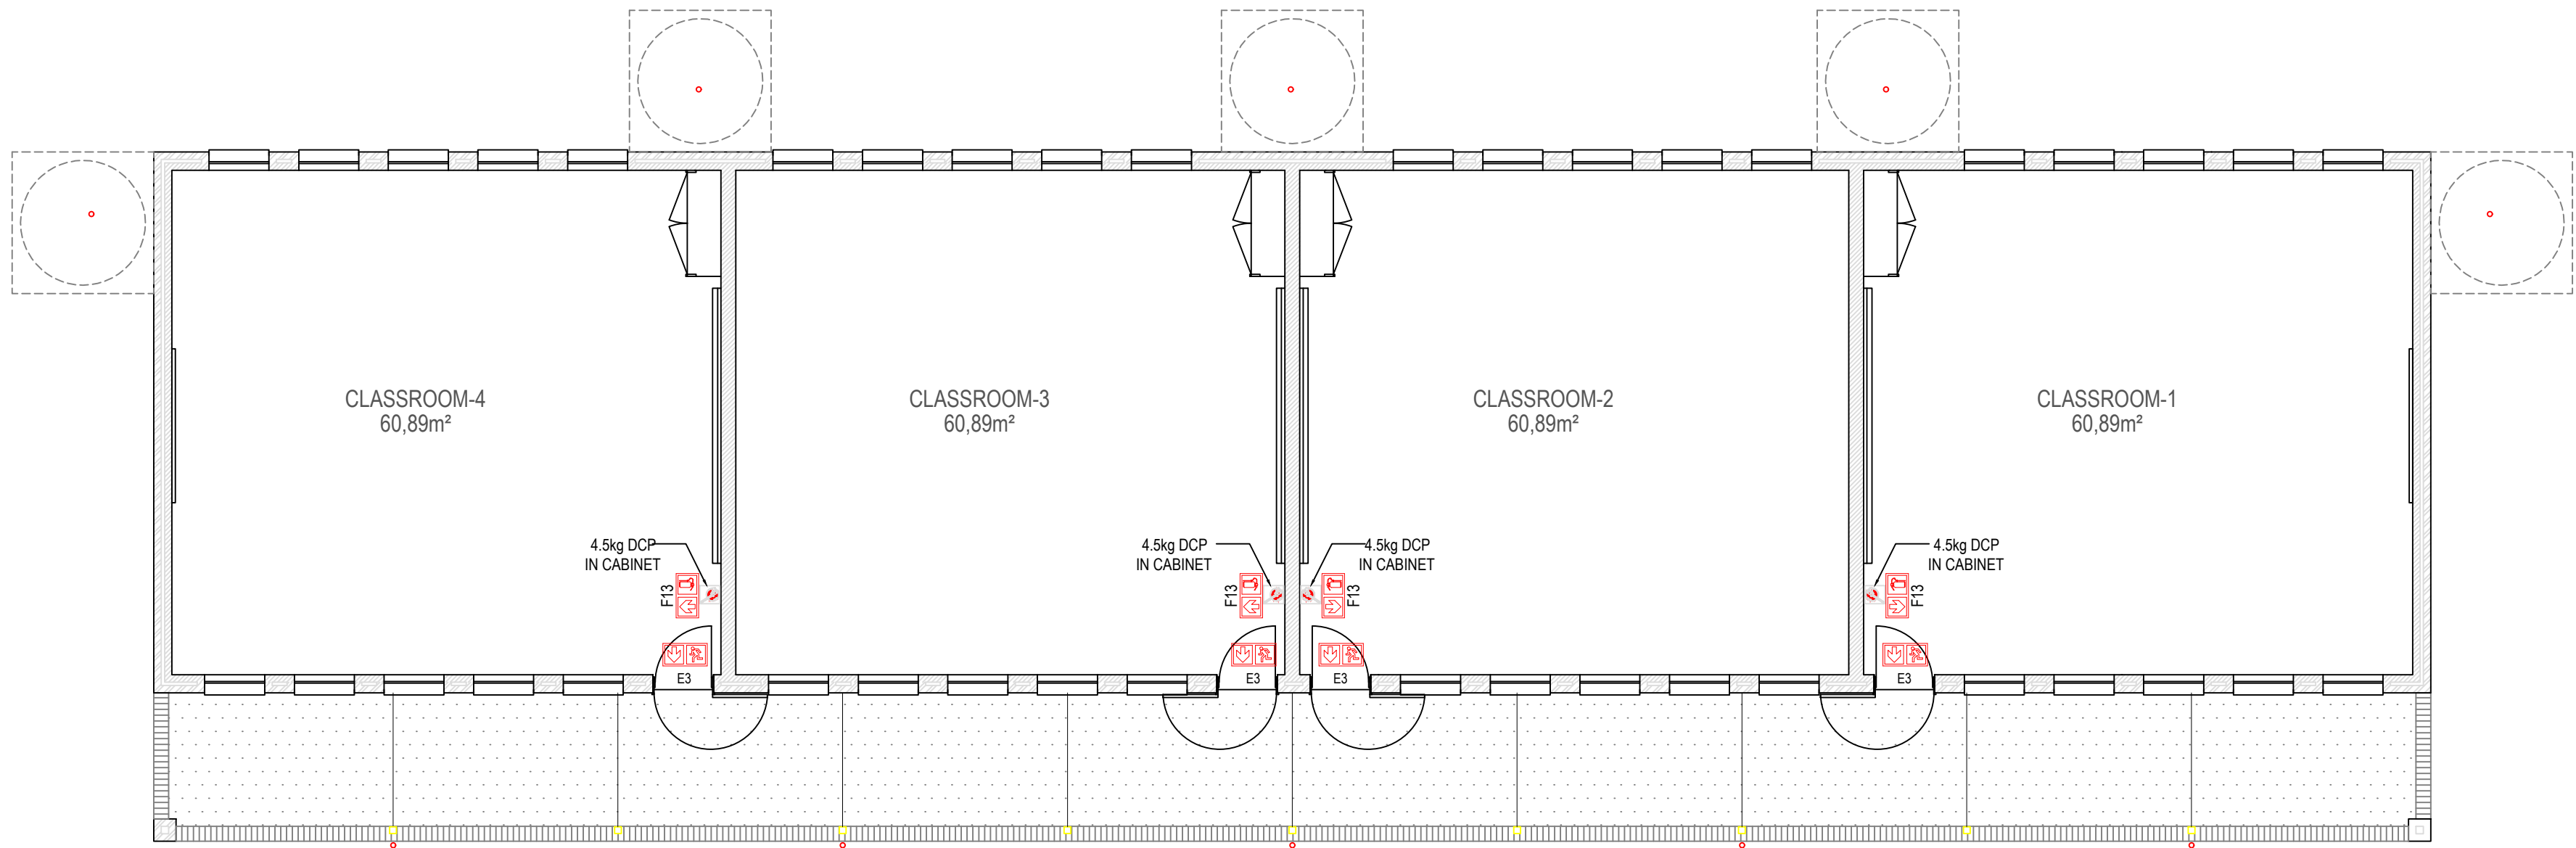 CLASSROOM-4
60,89m²
CLASSROOM-3
60,89m²
CLASSROOM-2
60,89m²
CLASSROOM-1
60,89m²
4.5kg DCP
IN CABINET
4.5kg DCP
IN CABINET
4.5kg DCP
IN CABINET
4.5kg DCP
IN CABINET
F13
F13
F13
F13
E3
E3
E3
E3